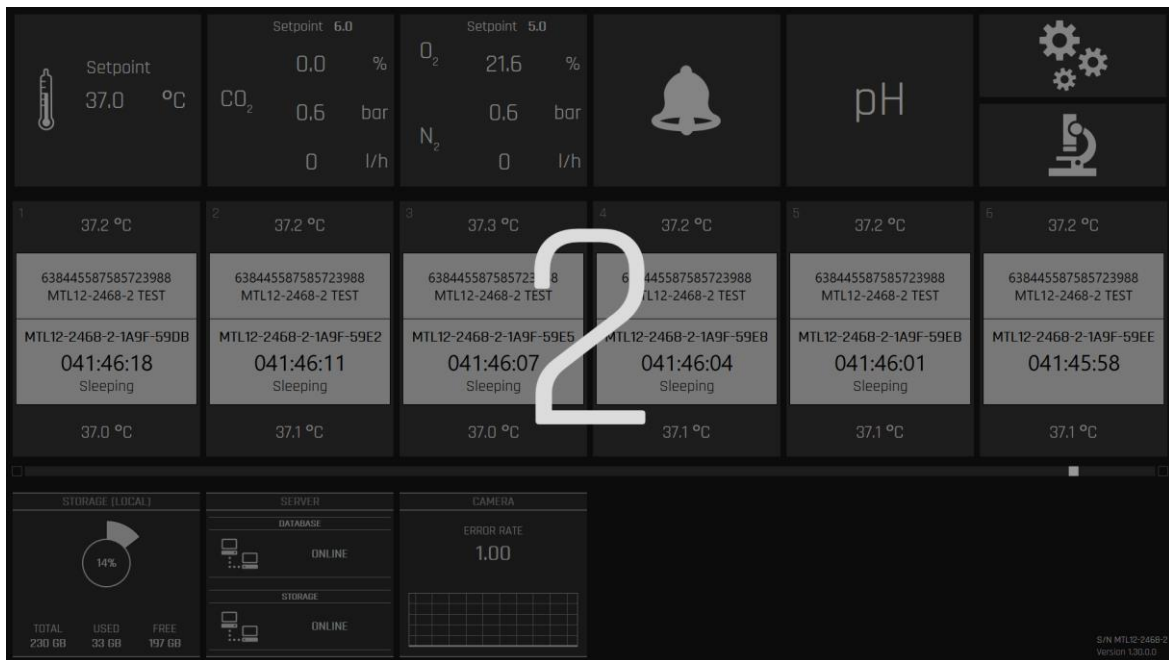 Setpoint
37.0 °C
Setpoint 6.0
0.0 %
CO₂
0.6 bar
0 l/h
Setpoint 5.0
O₂ 21.6 %
0.6 bar
N₂
0 l/h
pH
1
37.2 °C
638445587585723988
MTL12-2468-2 TEST
MTL12-2468-2-1A9F-59DB
041:46:18
Sleeping
37.0 °C
2
37.2 °C
638445587585723988
MTL12-2468-2 TEST
MTL12-2468-2-1A9F-59E2
041:46:11
Sleeping
37.1 °C
3
37.3 °C
MTL12-2468-2 TEST
MTL12-2468-2-1A9F-59E5
041:46:07
Sleeping
37.0 °C
4
37.2 °C
MTL12-2468-2-1A9F-59E8
041:46:04
Sleeping
37.1 °C
5
37.2 °C
638445587585723988
MTL12-2468-2 TEST
MTL12-2468-2-1A9F-59EB
041:46:01
Sleeping
37.1 °C
6
37.2 °C
638445587585723988
MTL12-2468-2 TEST
MTL12-2468-2-1A9F-59EE
041:45:58
37.1 °C
2
STORAGE (LOCAL)
14%
TOTAL USED FREE
230 GB 33 GB 197 GB
SERVER
DATABASE
ONLINE
STORAGE
ONLINE
CAMERA
ERROR RATE
1.00
S/N MTL12-2468-2
Version 1.30.0.0